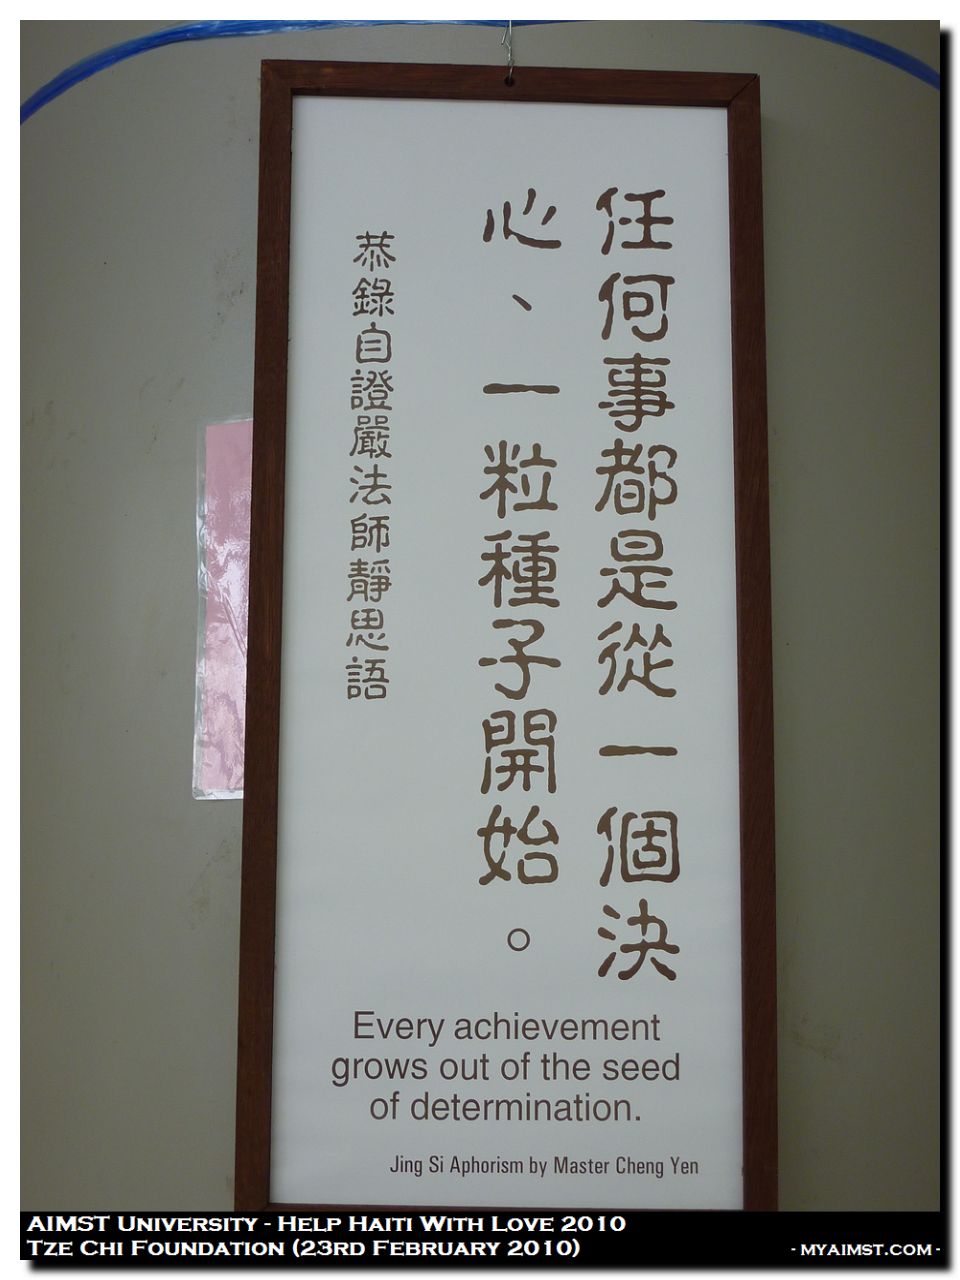 任何事都是從一個決
心、一粒種子開始。
恭錄自證嚴法師靜思語
Every achievement
grows out of the seed
of determination.
Jing Si Aphorism by Master Cheng Yen
AIMST University - Help Haiti With Love 2010
Tze Chi Foundation (23rd February 2010)
- myaimst.com -